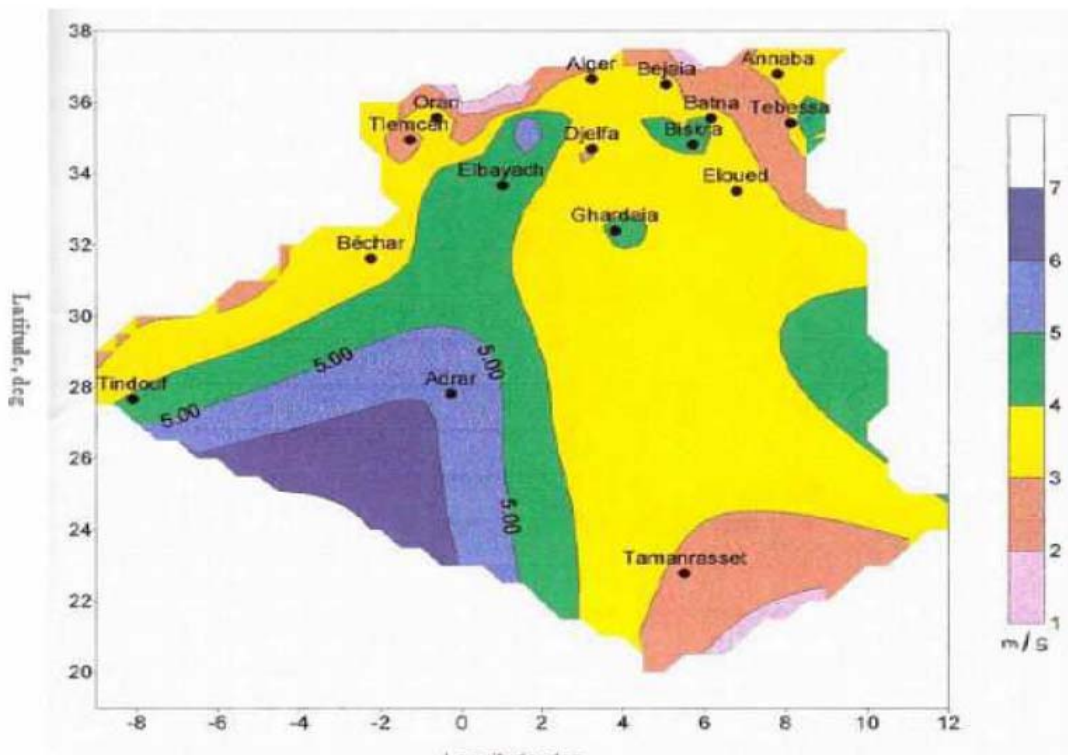 38
36
34
32
30
28
26
24
22
20
Latitude, deg
Alger
Bejaia
Annaba
Oran
Batna
Tebessa
Tlemcen
Djelfa
Biskra
Elbayach
Eloued
Ghardaia
Béchar
5.00
5.00
Tindouf
Adrar
5.00
5.00
Tamanrasset
-8
-6
-4
-2
0
2
4
6
8
10
12
7
6
5
4
3
2
1
m/s